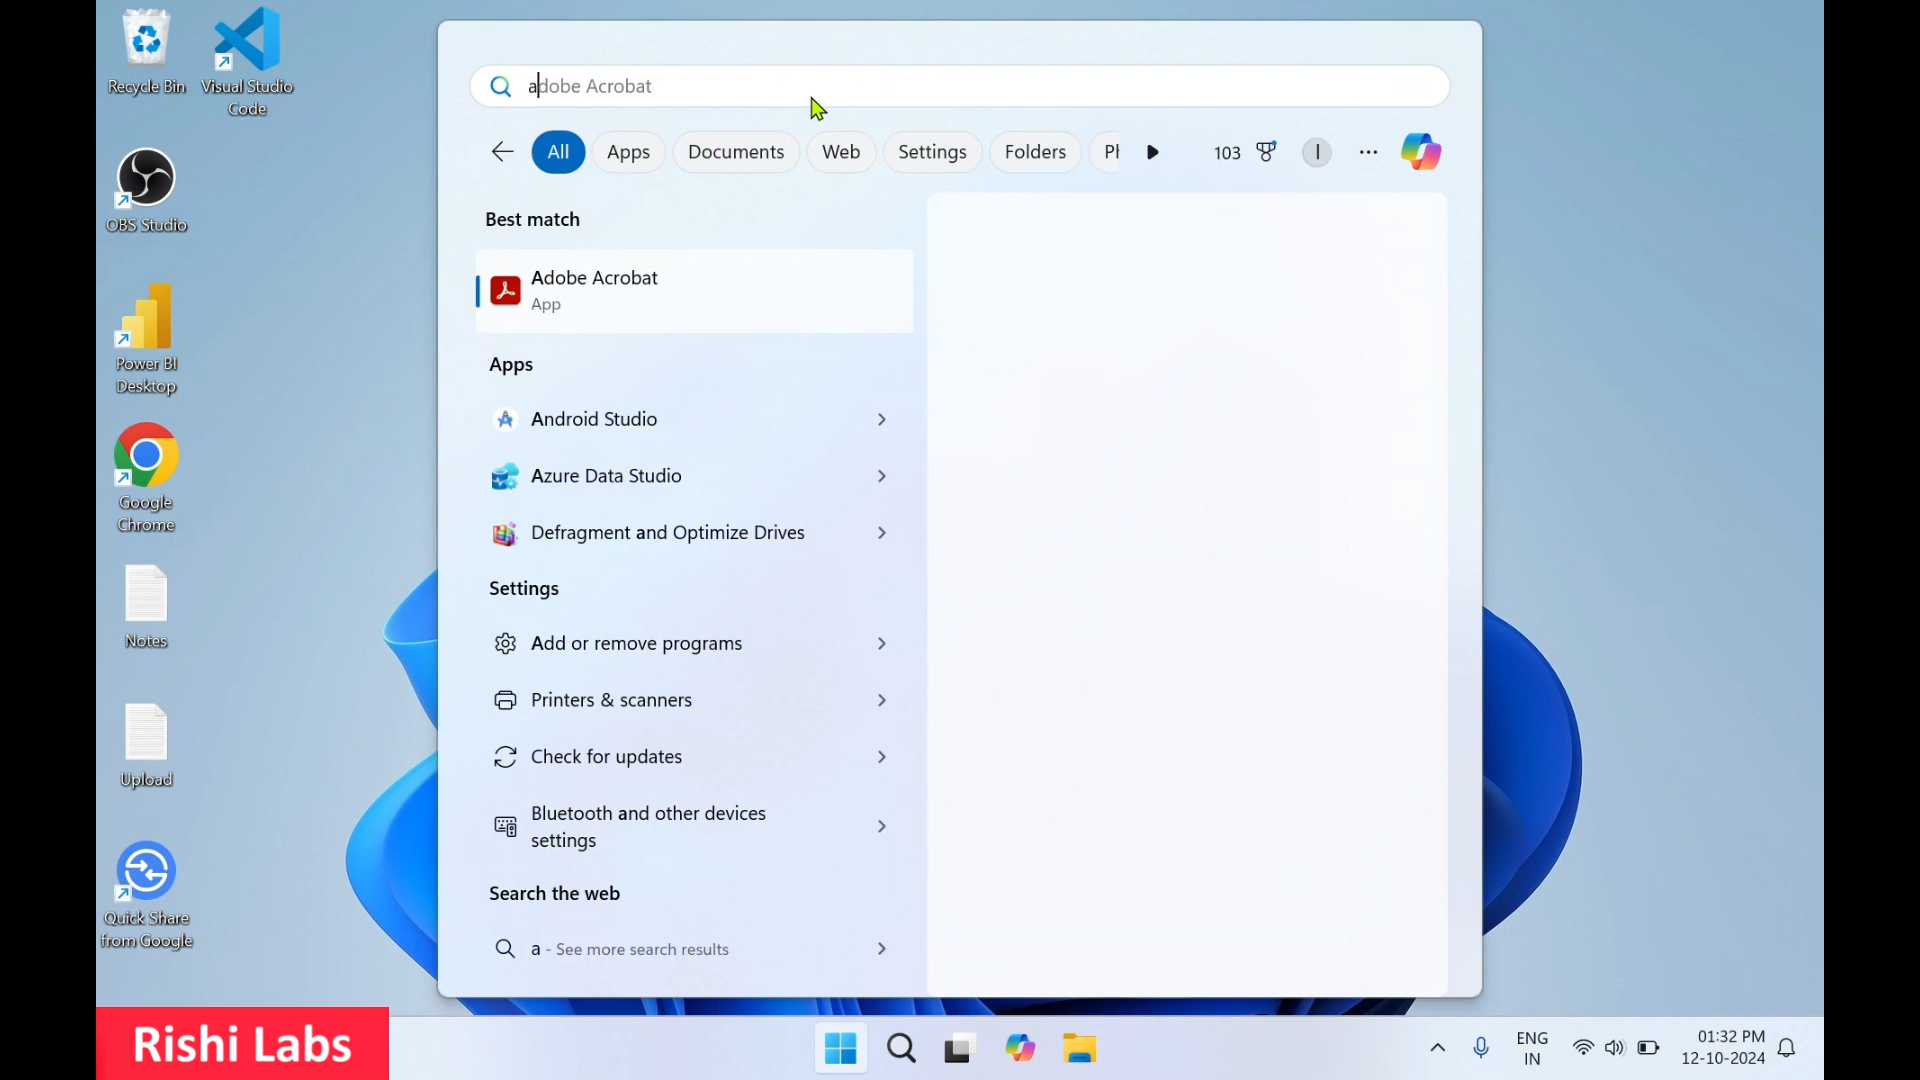 Recycle Bin
Visual Studio
Code
OBS Studio
Power BI
Desktop
Google
Chrome
Notes
Upload
Quick Share
from Google
adobe Acrobat
All
Apps
Documents
Web
Settings
Folders
Pl
103
I
Best match
Adobe Acrobat
App
Apps
Android Studio
Azure Data Studio
Defragment and Optimize Drives
Settings
Add or remove programs
Printers & scanners
Check for updates
Bluetooth and other devices
settings
Search the web
a - See more search results
Rishi Labs
ENG
IN
01:32 PM
12-10-2024